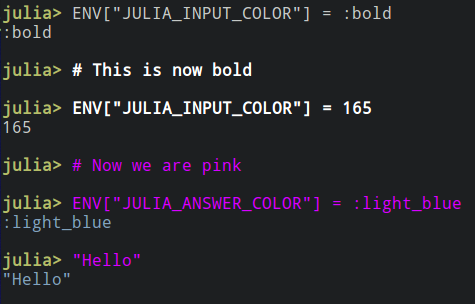 julia> ENV["JULIA_INPUT_COLOR"] = :bold
:bold
julia> # This is now bold
julia> ENV["JULIA_INPUT_COLOR"] = 165
165
julia> # Now we are pink
julia> ENV["JULIA_ANSWER_COLOR"] = :light_blue
:light_blue
julia> "Hello"
"Hello"